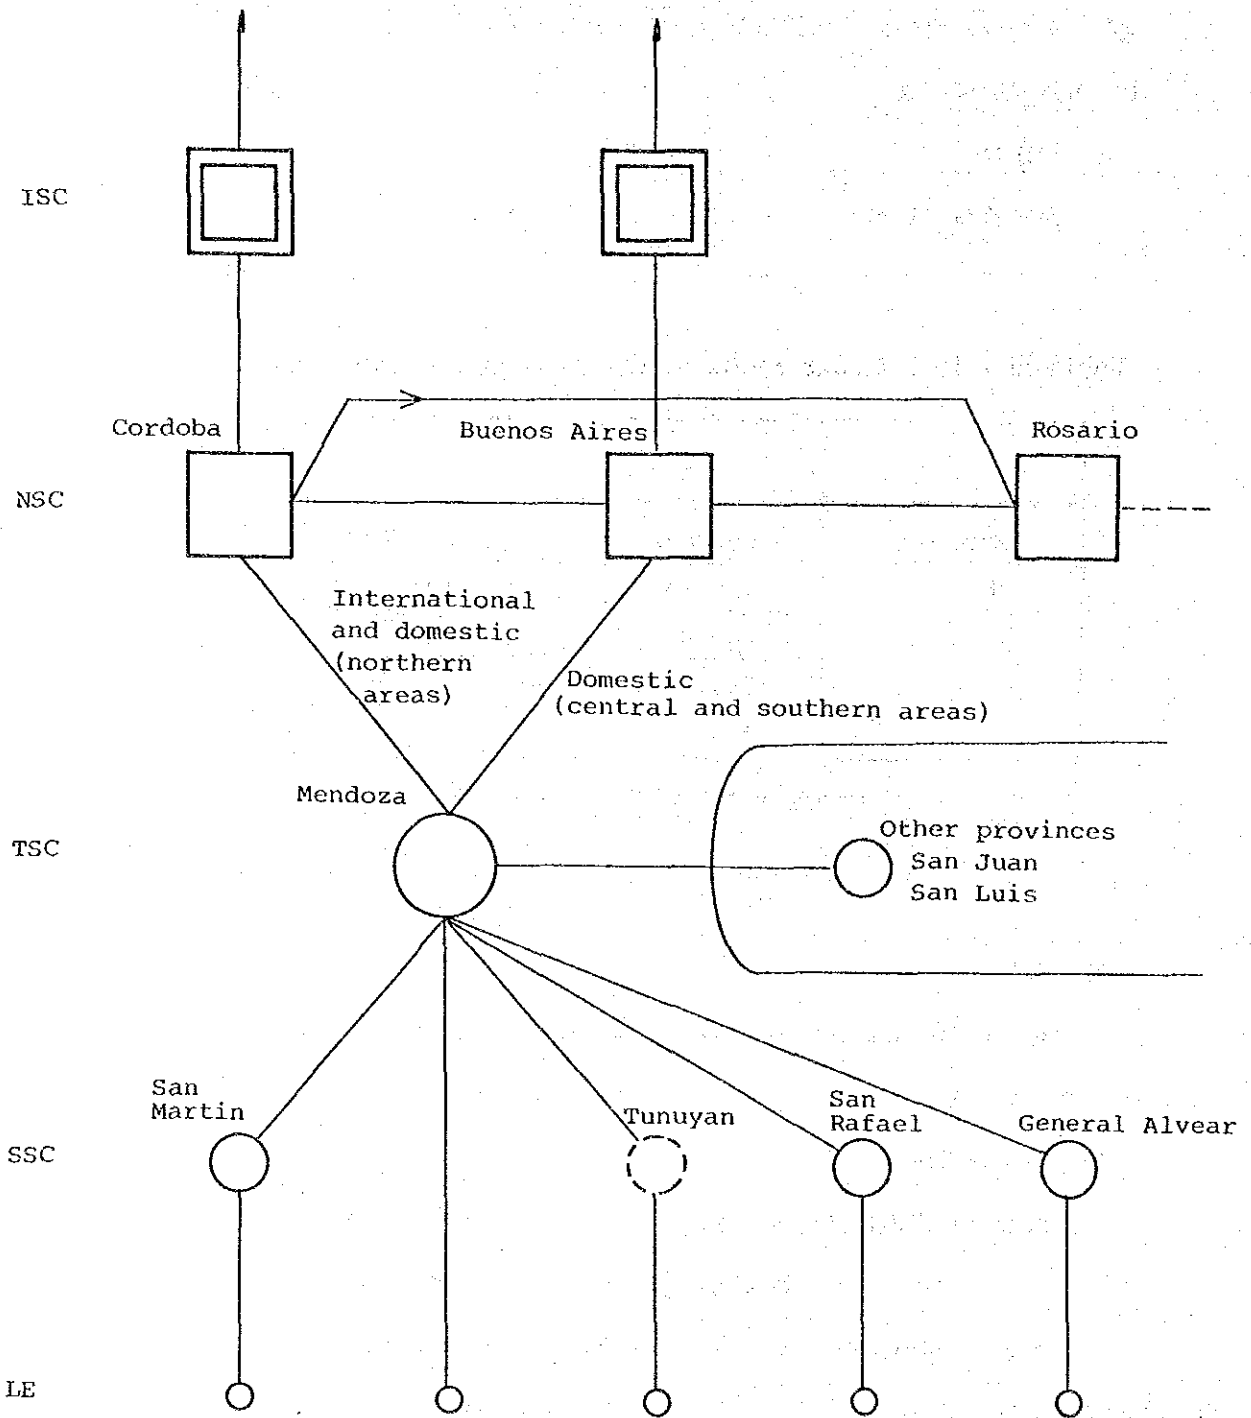 ISC
Cordoba
Buenos Aires
Rosário
NSC
International
and domestic
(northern
areas)
Domestic
(central and southern areas)
Mendoza
TSC
Other provinces
San Juan
San Luis
San
Martin
Tunuyan
San
Rafael
General Alvear
SSC
LE